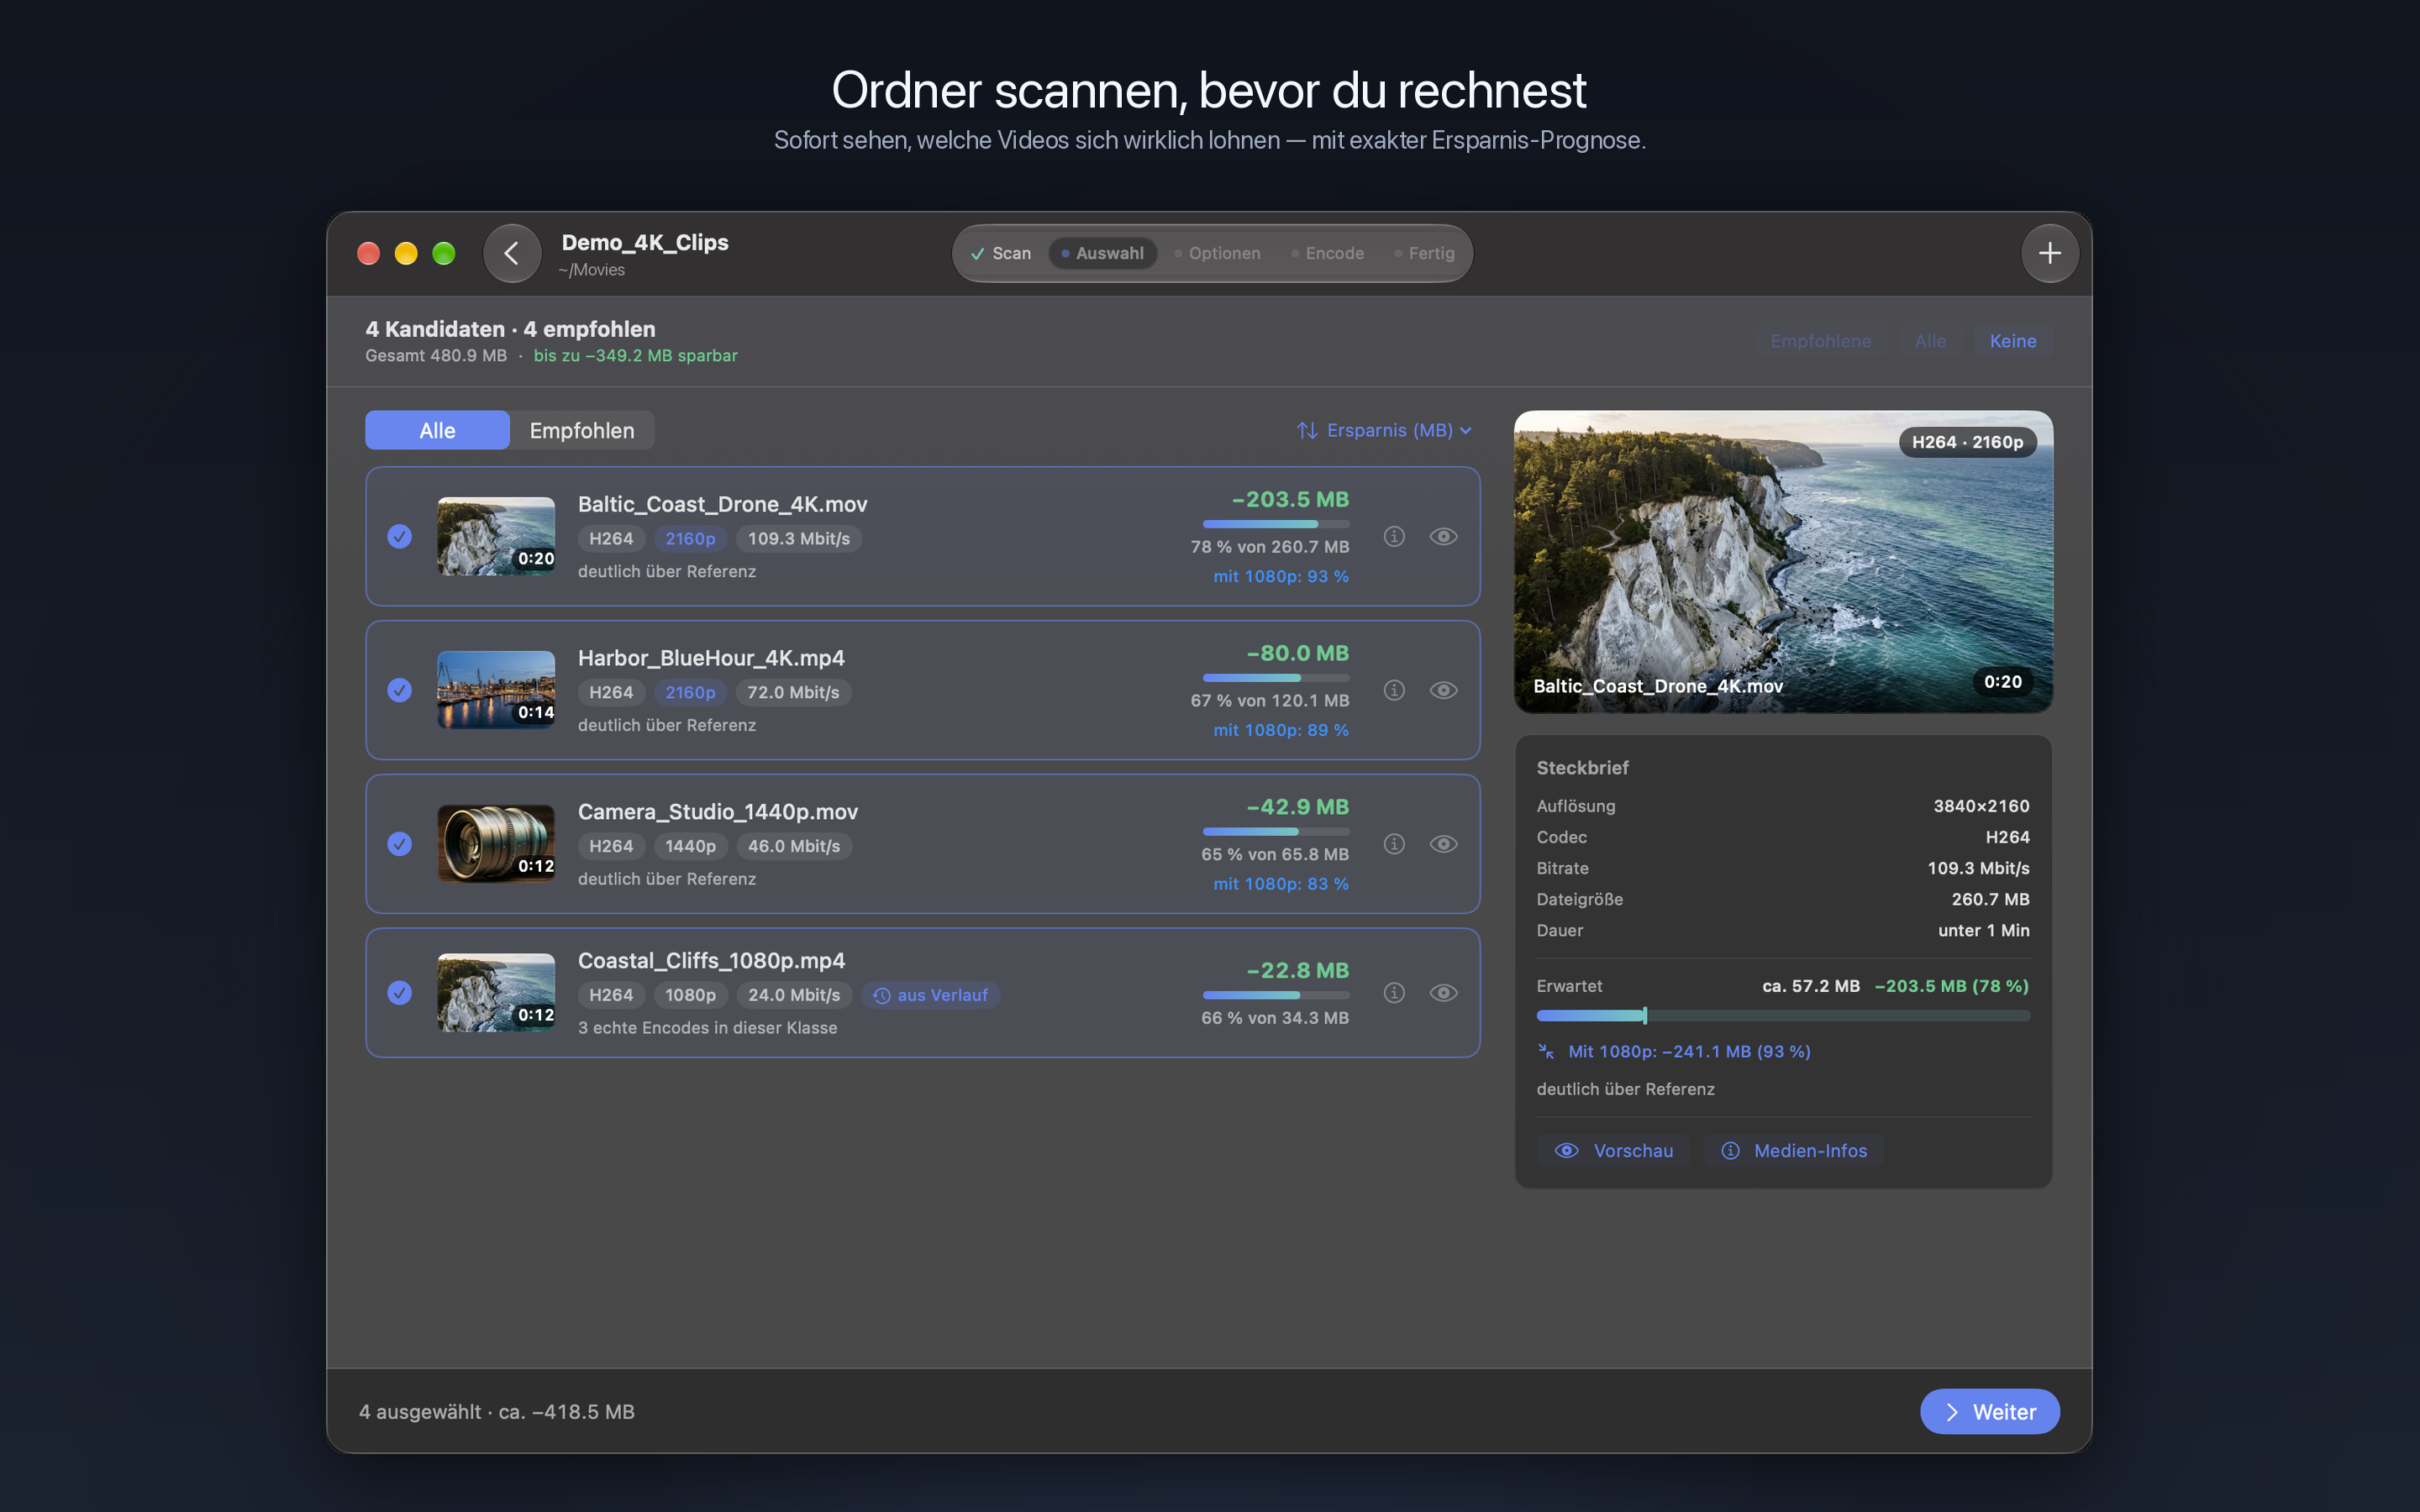 Ordner scannen, bevor du rechnest
Sofort sehen, welche Videos sich wirklich lohnen — mit exakter Ersparnis-Prognose.
Demo_4K_Clips
~/Movies
Scan Auswahl Optionen Encode Fertig
4 Kandidaten · 4 empfohlen
Gesamt 480.9 MB · bis zu −349.2 MB sparbar
Empfohlene Alle Keine
Alle Empfohlen
Ersparnis (MB)
Baltic_Coast_Drone_4K.mov
H264 2160p 109.3 Mbit/s
deutlich über Referenz
0:20
−203.5 MB
78 % von 260.7 MB
mit 1080p: 93 %
Harbor_BlueHour_4K.mp4
H264 2160p 72.0 Mbit/s
deutlich über Referenz
0:14
−80.0 MB
67 % von 120.1 MB
mit 1080p: 89 %
Camera_Studio_1440p.mov
H264 1440p 46.0 Mbit/s
deutlich über Referenz
0:12
−42.9 MB
65 % von 65.8 MB
mit 1080p: 83 %
Coastal_Cliffs_1080p.mp4
H264 1080p 24.0 Mbit/s aus Verlauf
3 echte Encodes in dieser Klasse
0:12
−22.8 MB
66 % von 34.3 MB
H264 · 2160p
Baltic_Coast_Drone_4K.mov
0:20
Steckbrief
Auflösung 3840×2160
Codec H264
Bitrate 109.3 Mbit/s
Dateigröße 260.7 MB
Dauer unter 1 Min
Erwartet ca. 57.2 MB −203.5 MB (78 %)
Mit 1080p: −241.1 MB (93 %)
deutlich über Referenz
Vorschau Medien-Infos
4 ausgewählt · ca. −418.5 MB
Weiter